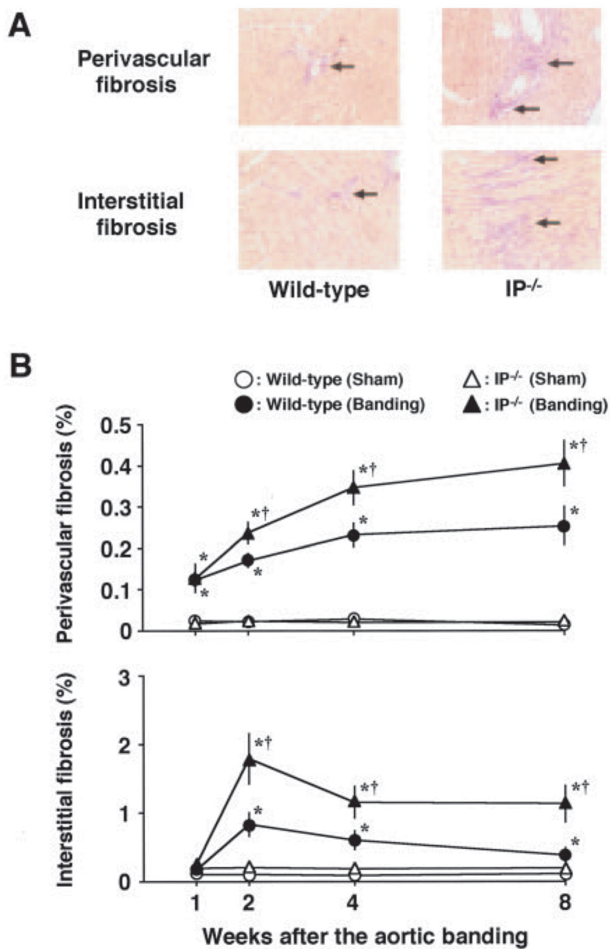 A
Perivascular
fibrosis
Interstitial
fibrosis
Wild-type
IP-/-
B
○ : Wild-type (Sham)
△ : IP-/- (Sham)
● : Wild-type (Banding)
▲ : IP-/- (Banding)
Perivascular fibrosis (%)
0.5
0.4
0.3
0.2
0.1
0
*
*
*†
*
*†
*
*†
*
Interstitial fibrosis (%)
3
2
1
0
*†
*
*†
*
*†
*
1 2 4 8
Weeks after the aortic banding